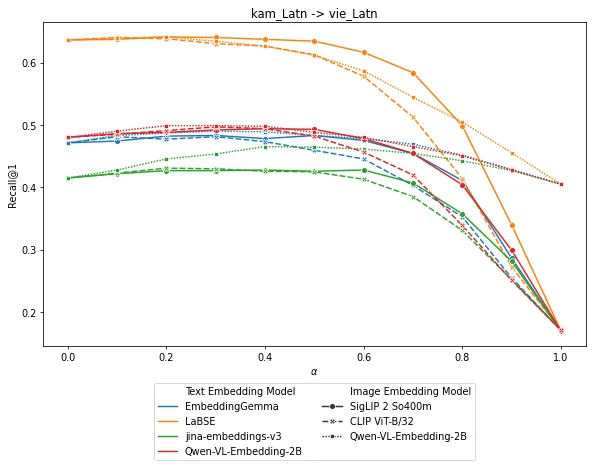 kam_Latn -> vie_Latn
Recall@1
0.6
0.5
0.4
0.3
0.2
0.0 0.2 0.4 0.6 0.8 1.0
α
Text Embedding Model Image Embedding Model
EmbeddingGemma SigLIP 2 So400m
LaBSE CLIP ViT-B/32
jina-embeddings-v3 Qwen-VL-Embedding-2B
Qwen-VL-Embedding-2B